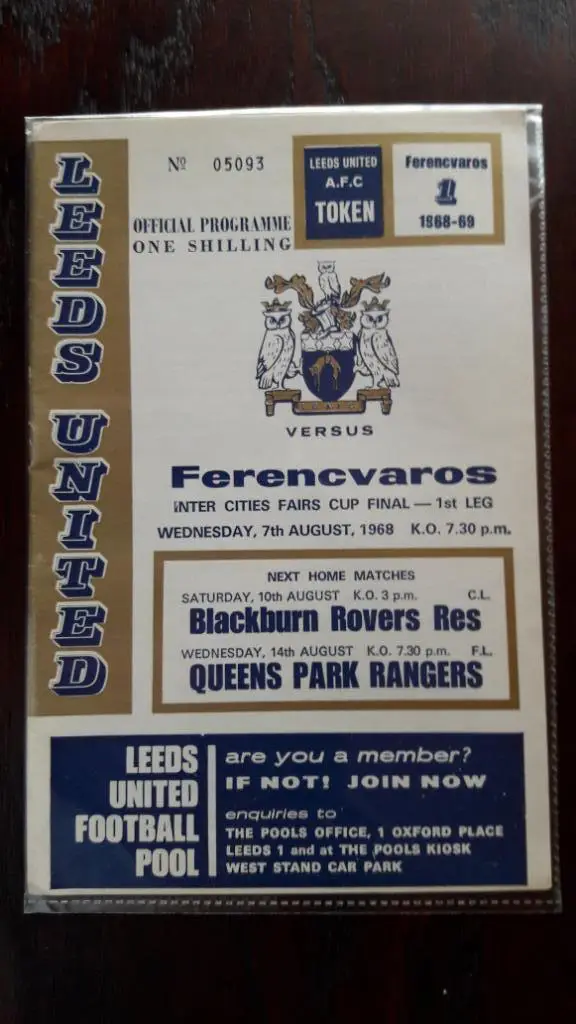 LEEDS UNITED
Nº 05093
OFFICIAL PROGRAMME
ONE SHILLING
LEEDS UNITED
A.F.C
TOKEN
Ferencvaros
1
1968-69
VERSUS
Ferencvaros
INTER CITIES FAIRS CUP FINAL — 1st LEG
WEDNESDAY, 7th AUGUST, 1968 K.O. 7.30 p.m.
NEXT HOME MATCHES
SATURDAY, 10th AUGUST K.O. 3 p.m. C.L.
Blackburn Rovers Res
WEDNESDAY, 14th AUGUST K.O. 7.30 p.m. F.L.
QUEENS PARK RANGERS
LEEDS
UNITED
FOOTBALL
POOL
are you a member?
IF NOT! JOIN NOW
enquiries to
THE POOLS OFFICE, 1 OXFORD PLACE
LEEDS 1 and at THE POOLS KIOSK
WEST STAND CAR PARK